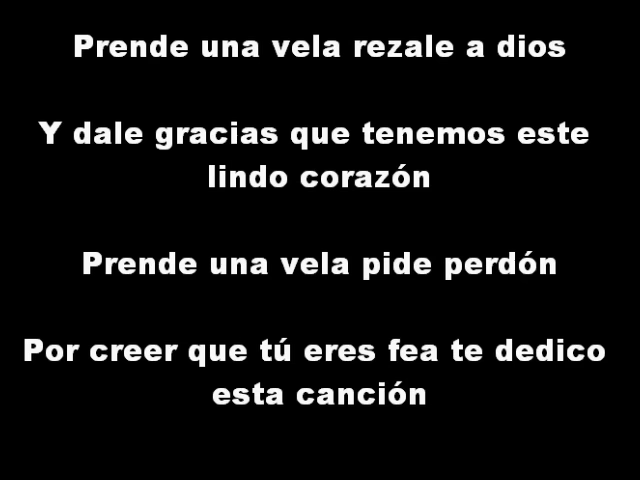 Prende una vela rezale a dios
Y dale gracias que tenemos este
lindo corazón
Prende una vela pide perdón
Por creer que tú eres fea te dedico
esta canción